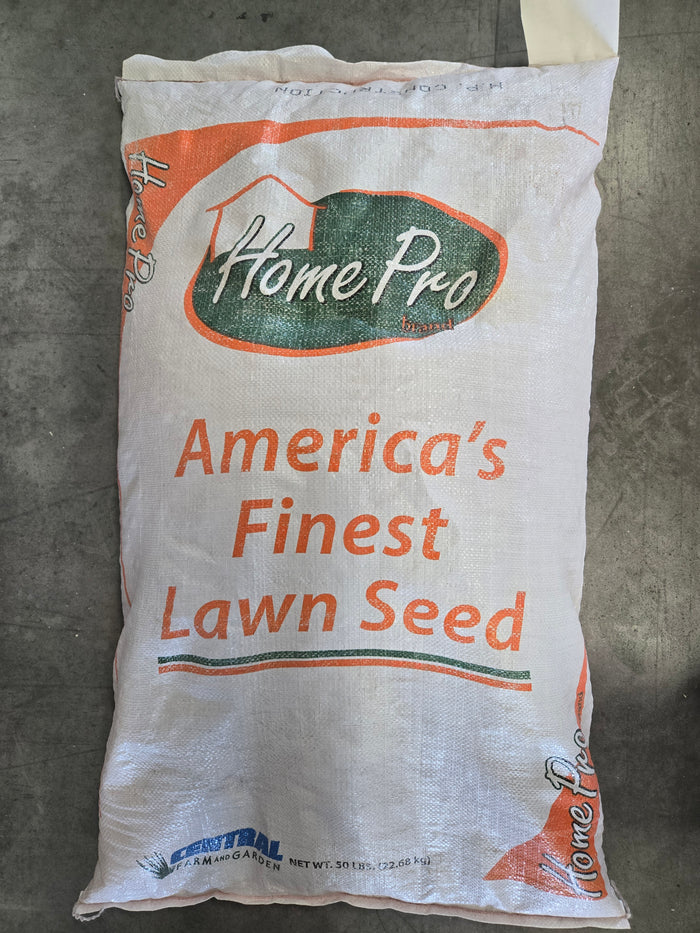 H.P. CONSTRUCTION
Home Pro
Home Pro
brand
America's
Finest
Lawn Seed
CENTRAL
FARM AND GARDEN
NET WT. 50 LBS. (22.68 kg)
Home Pro